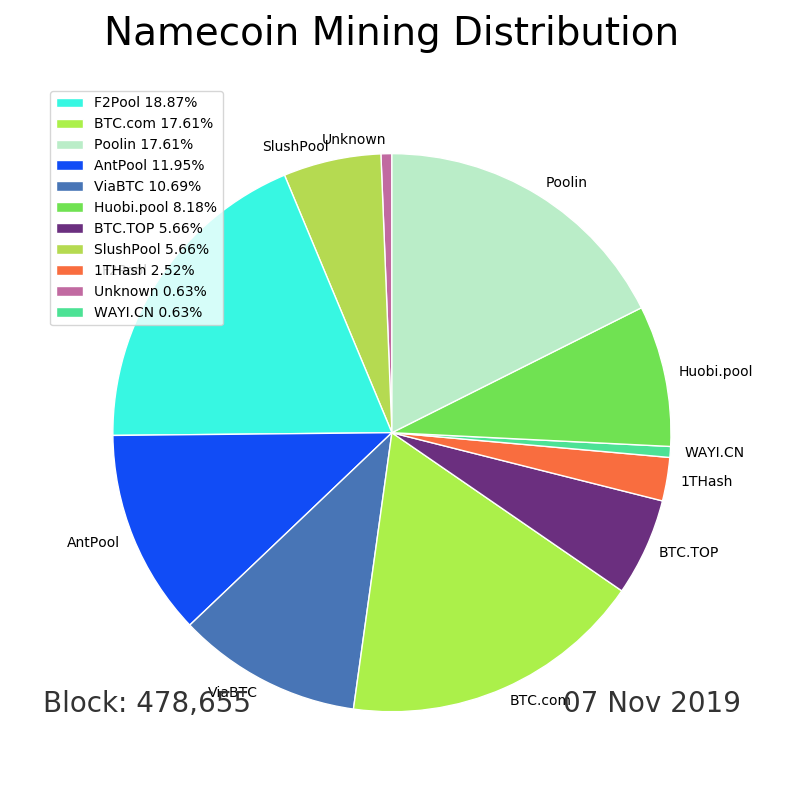 Namecoin Mining Distribution
F2Pool 18.87%
BTC.com 17.61%
Poolin 17.61%
AntPool 11.95%
ViaBTC 10.69%
Huobi.pool 8.18%
BTC.TOP 5.66%
SlushPool 5.66%
1THash 2.52%
Unknown 0.63%
WAYI.CN 0.63%
Unknown
SlushPool
Poolin
Huobi.pool
WAYI.CN
1THash
BTC.TOP
AntPool
ViaBTC
BTC.com
Block: 478,655
07 Nov 2019